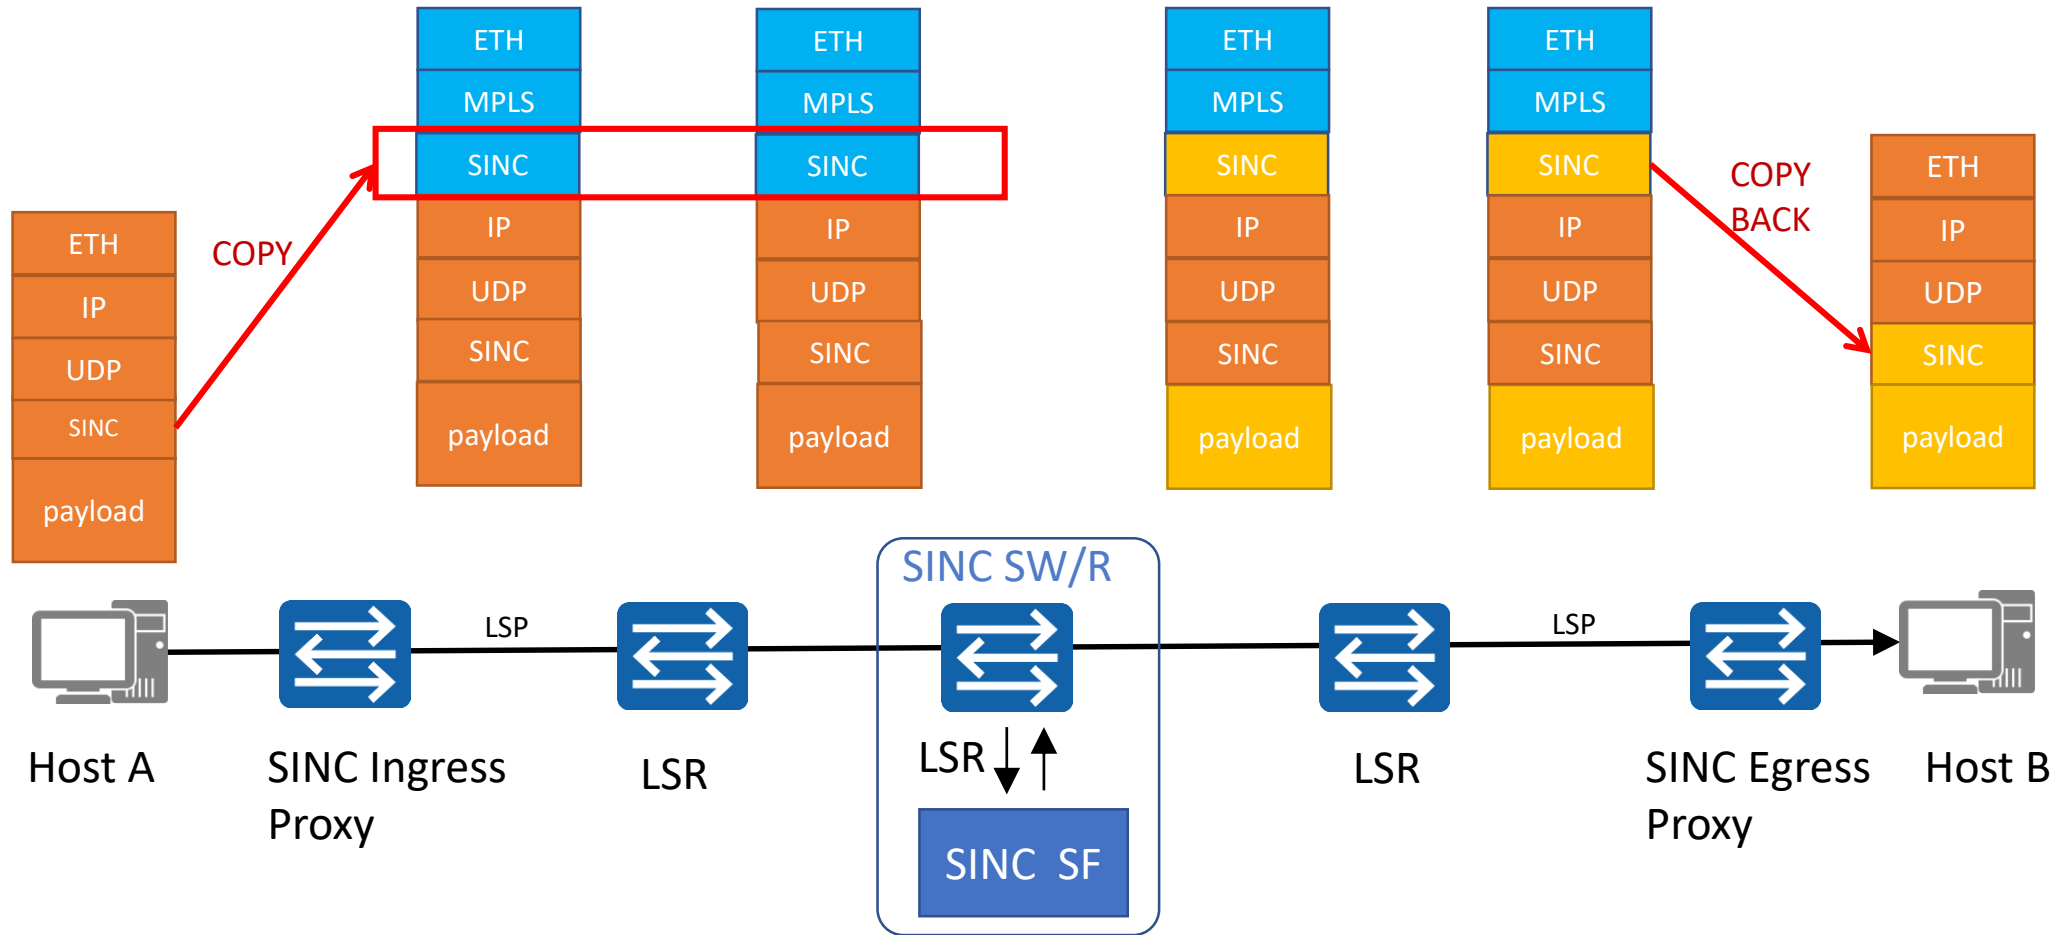 ETH
IP
UDP
SINC
payload
COPY
ETH
MPLS
SINC
IP
UDP
SINC
payload
ETH
MPLS
SINC
IP
UDP
SINC
payload
ETH
MPLS
SINC
IP
UDP
SINC
payload
ETH
MPLS
SINC
IP
UDP
SINC
payload
COPY
BACK
ETH
IP
UDP
SINC
payload
SINC SW/R
LSP
LSP
Host A
SINC Ingress
Proxy
LSR
LSR
SINC SF
LSR
SINC Egress
Proxy
Host B